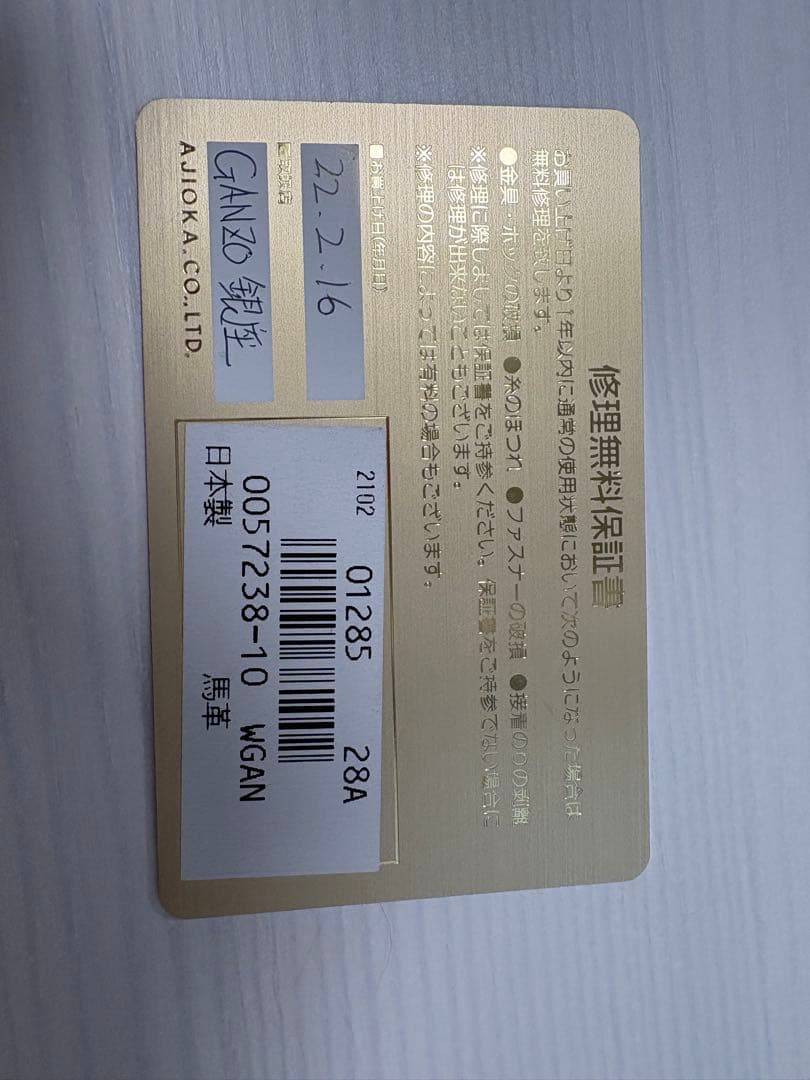 修理無料保証書
お買い上げ日より1年以内に通常の使用状態において次のようになった場合は
無料修理を致します。
●金具・ホックの破損 ●糸のほつれ ●ファスナーの破損 ●接着のりの剥離
※修理に際しましては保証書をご持参ください。保証書をご持参でない場合に
は修理が出来ないこともございます。
※修理の内容によっては有料の場合もございます。
■お買上げ日(年月日)
22.2.16
■取扱店
GANZO 銀座
AJIOKA.CO.,LTD.
2102
01285 28A
0057238-10 WGAN
日本製 馬革